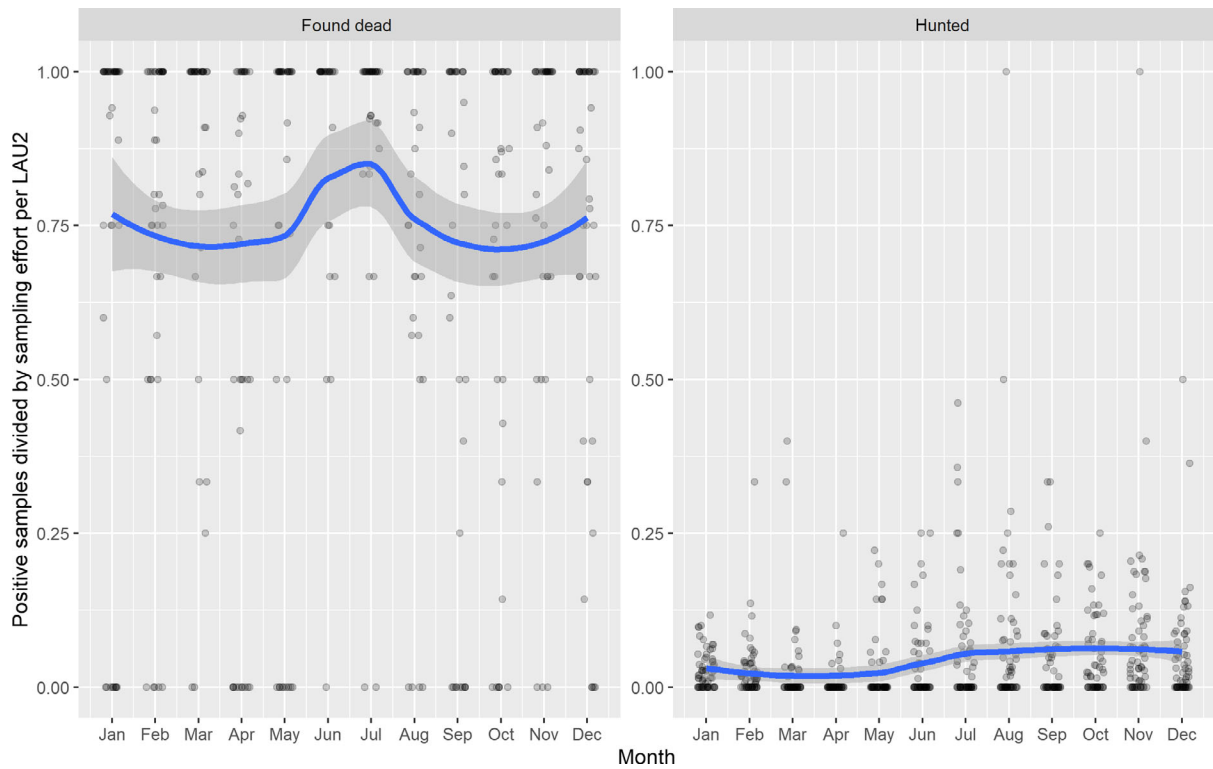 Found dead
Hunted
Positive samples divided by sampling effort per LAU2
1.00
0.75
0.50
0.25
0.00
1.00
0.75
0.50
0.25
0.00
Jan Feb Mar Apr May Jun Jul Aug Sep Oct Nov Dec
Jan Feb Mar Apr May Jun Jul Aug Sep Oct Nov Dec
Month